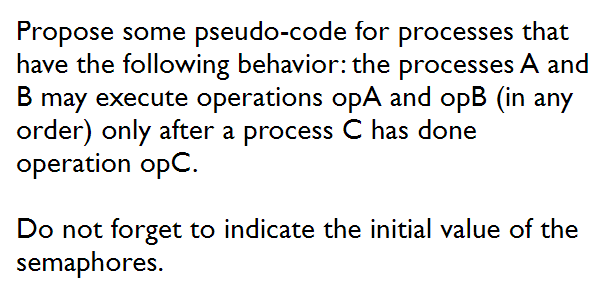 Propose some pseudo-code for processes that
have the following behavior: the processes A and
B may execute operations opA and opB (in any
order) only after a process C has done
operation opC.
Do not forget to indicate the initial value of the
semaphores.